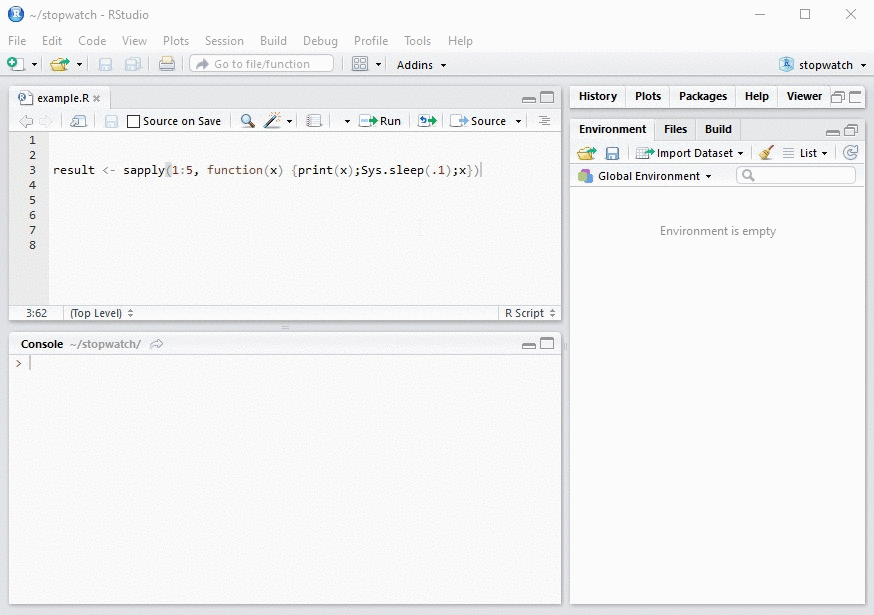 ~/stopwatch - RStudio
File Edit Code View Plots Session Build Debug Profile Tools Help
Go to file/function Addins stopwatch
example.R
Source on Save Run Source
1
2
3 result <- sapply(1:5, function(x) {print(x);Sys.sleep(.1);x})
4
5
6
7
8
3:62 (Top Level) R Script
Console ~/stopwatch/
>
History Plots Packages Help Viewer
Environment Files Build
Import Dataset List
Global Environment
Environment is empty